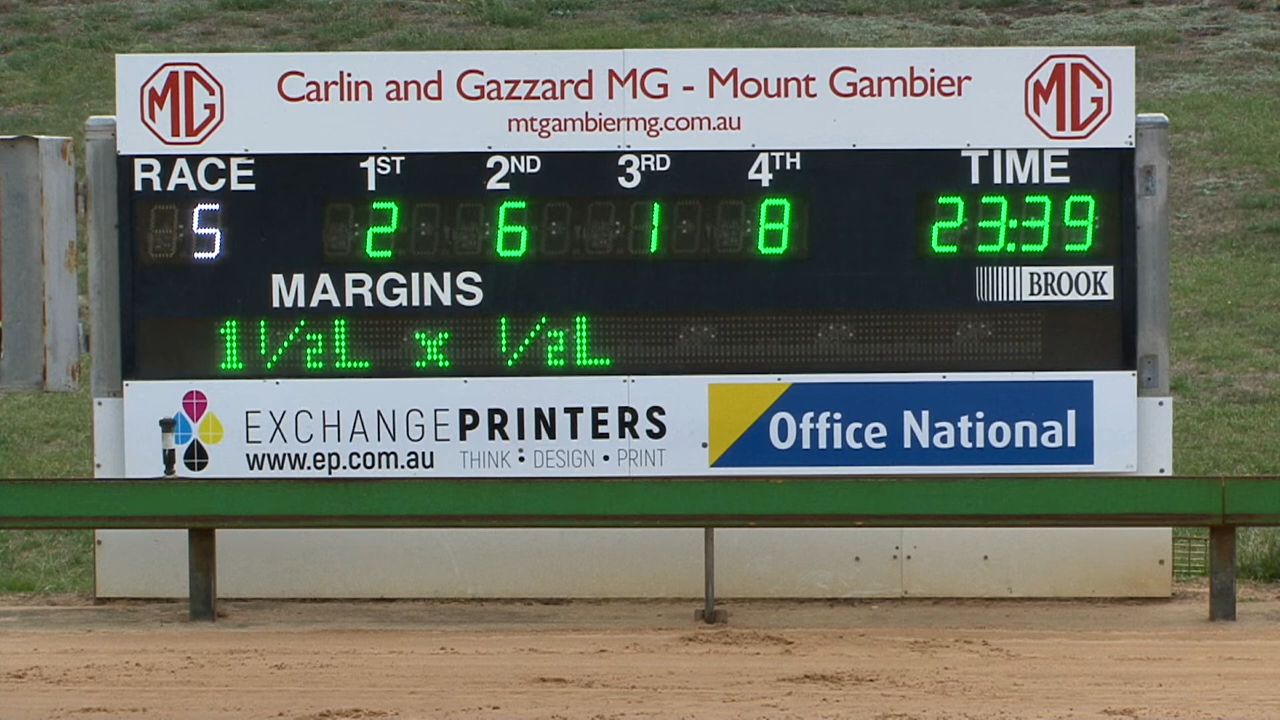 MG Carlin and Gazzard MG - Mount Gambier MG
mtgambiermg.com.au
RACE 1ST 2ND 3RD 4TH TIME
5 2 6 1 8 23:39
MARGINS BROOK
1 1/2L x 1/2L
EXCHANGEPRINTERS Office National
www.ep.com.au THINK : DESIGN • PRINT